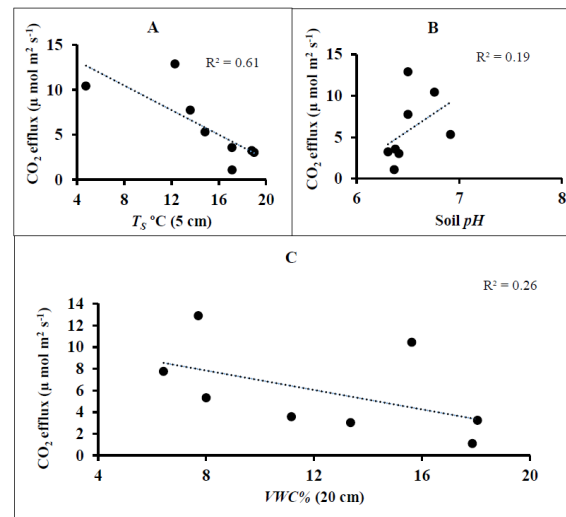 A
R² = 0.61
CO₂ efflux (µ mol m² s⁻¹)
15
10
5
0
4
8
12
16
20
T_S ºC (5 cm)
B
R² = 0.19
CO₂ efflux (µ mol m² s⁻¹)
15
10
5
0
6
7
8
Soil pH
C
R² = 0.26
CO₂ efflux (µ mol m² s⁻¹)
14
12
10
8
6
4
2
0
4
8
12
16
20
VWC% (20 cm)